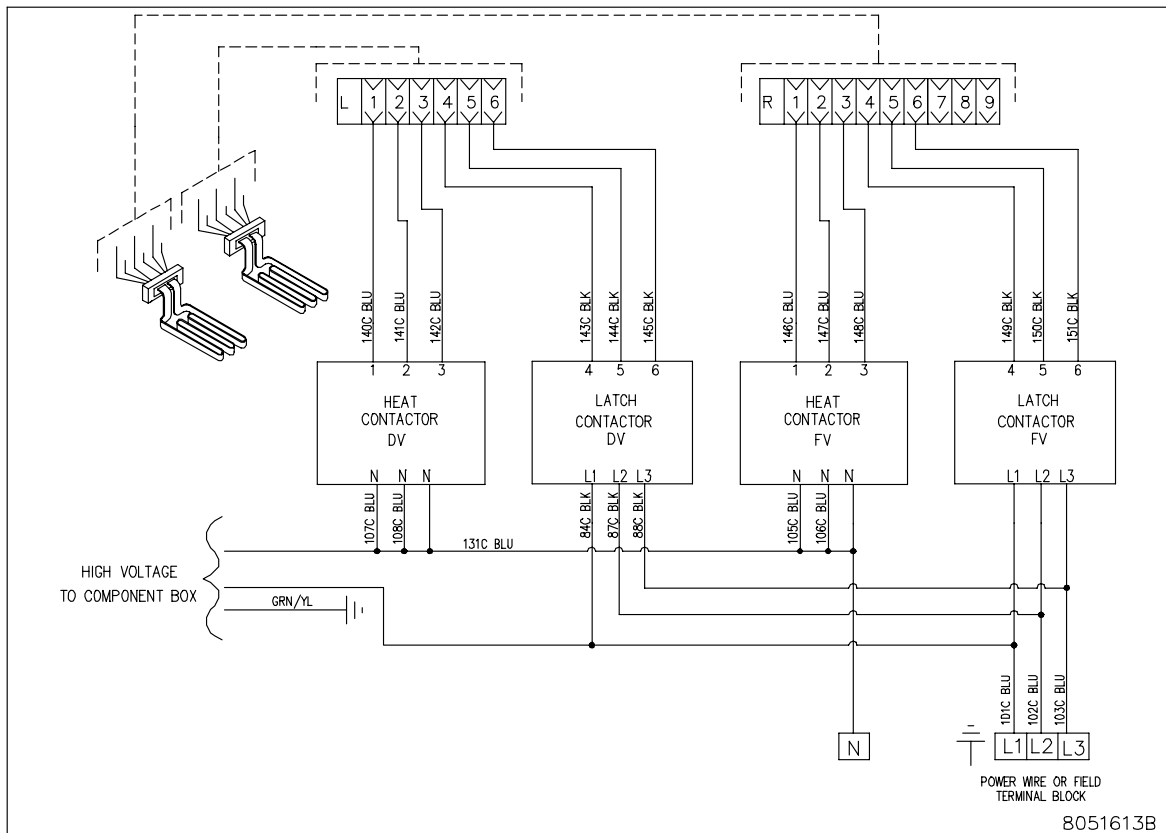 L 1 2 3 4 5 6
R 1 2 3 4 5 6 7 8 9
140C BLU
141C BLU
142C BLU
143C BLK
144C BLK
145C BLK
146C BLU
147C BLU
148C BLU
149C BLK
150C BLK
151C BLK
1 2 3
HEAT
CONTACTOR
DV
N N N
4 5 6
LATCH
CONTACTOR
DV
L1 L2 L3
1 2 3
HEAT
CONTACTOR
FV
N N N
4 5 6
LATCH
CONTACTOR
FV
L1 L2 L3
107C BLU
108C BLU
84C BLK
87C BLK
88C BLK
105C BLU
106C BLU
131C BLU
HIGH VOLTAGE
TO COMPONENT BOX
GRN/YL
101C BLU
102C BLU
103C BLU
N
L1 L2 L3
POWER WIRE OR FIELD
TERMINAL BLOCK
8051613B